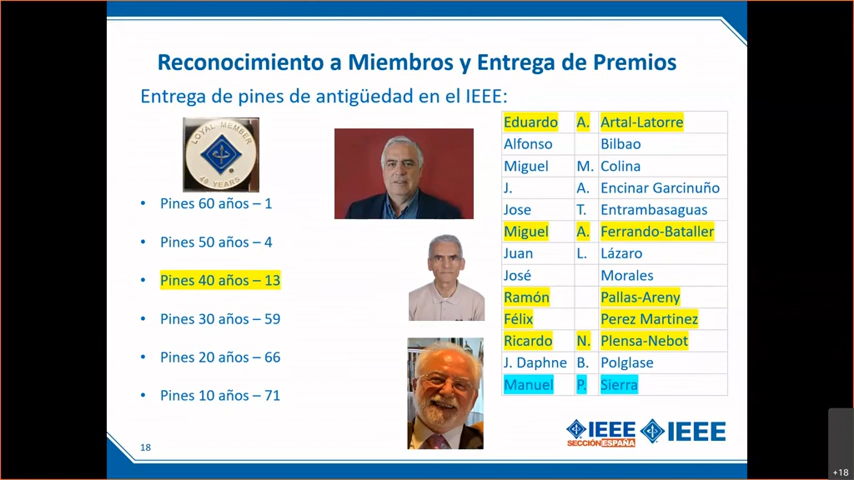 Reconocimiento a Miembros y Entrega de Premios
Entrega de pines de antigüedad en el IEEE:
LOYAL MEMBER
40 YEARS
• Pines 60 años – 1
• Pines 50 años – 4
• Pines 40 años – 13
• Pines 30 años – 59
• Pines 20 años – 66
• Pines 10 años – 71
Eduardo A. Artal-Latorre
Alfonso Bilbao
Miguel M. Colina
J. A. Encinar Garcinuño
Jose T. Entrambasaguas
Miguel A. Ferrando-Bataller
Juan L. Lázaro
José Morales
Ramón Pallas-Areny
Félix Perez Martinez
Ricardo N. Plensa-Nebot
J. Daphne B. Polglase
Manuel P. Sierra
18
IEEE
SECCIÓN ESPAÑA
IEEE
+18